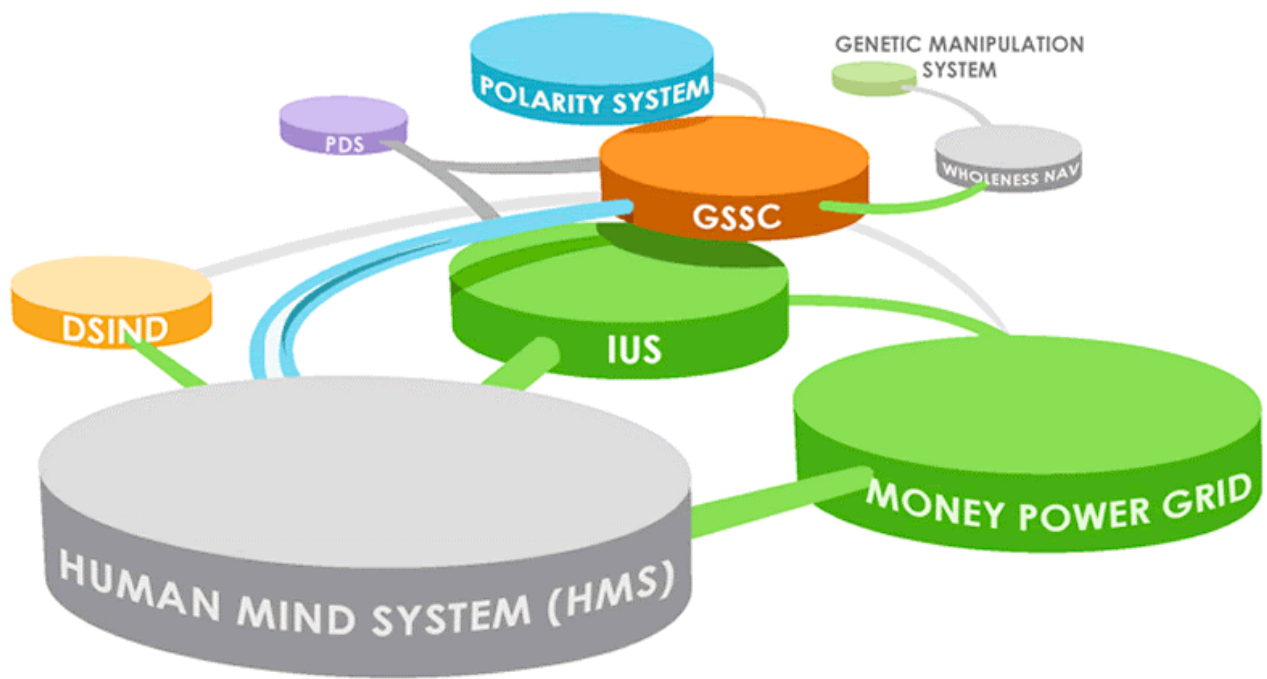 GENETIC MANIPULATION
SYSTEM
POLARITY SYSTEM
PDS
WHOLENESS NAV
GSSC
DSIND
IUS
MONEY POWER GRID
HUMAN MIND SYSTEM (HMS)